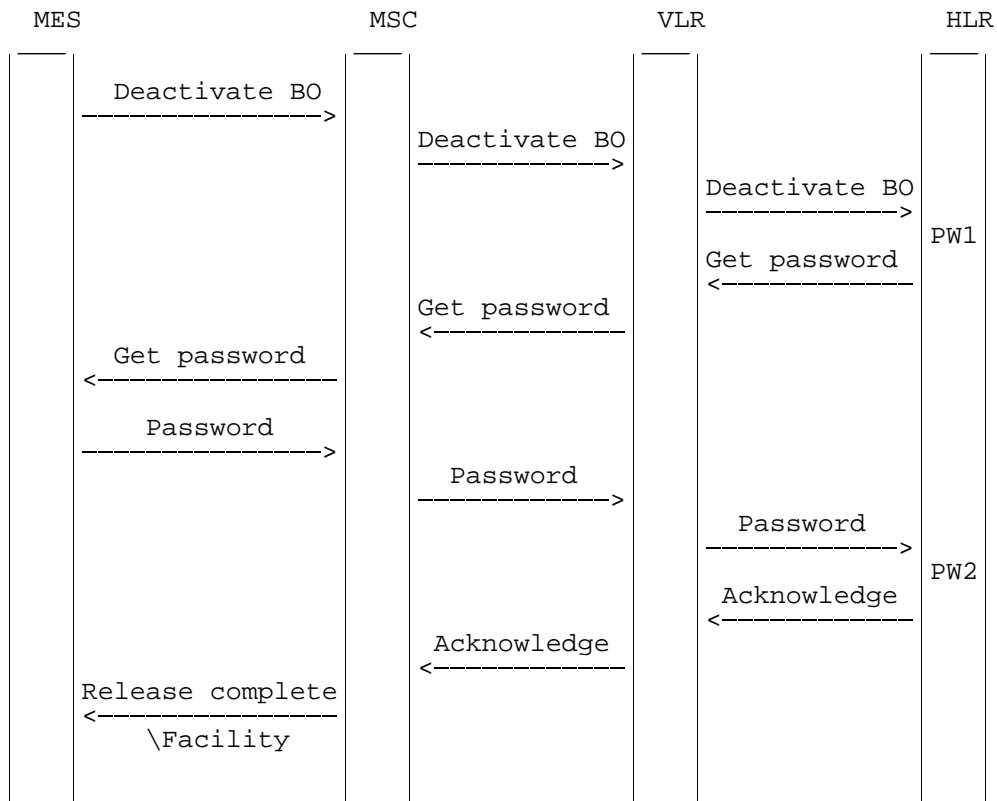 MES MSC VLR HLR
Deactivate BO
Deactivate BO
Deactivate BO
PW1
Get password
Get password
Get password
Password
Password
Password
PW2
Acknowledge
Acknowledge
Release complete
\Facility